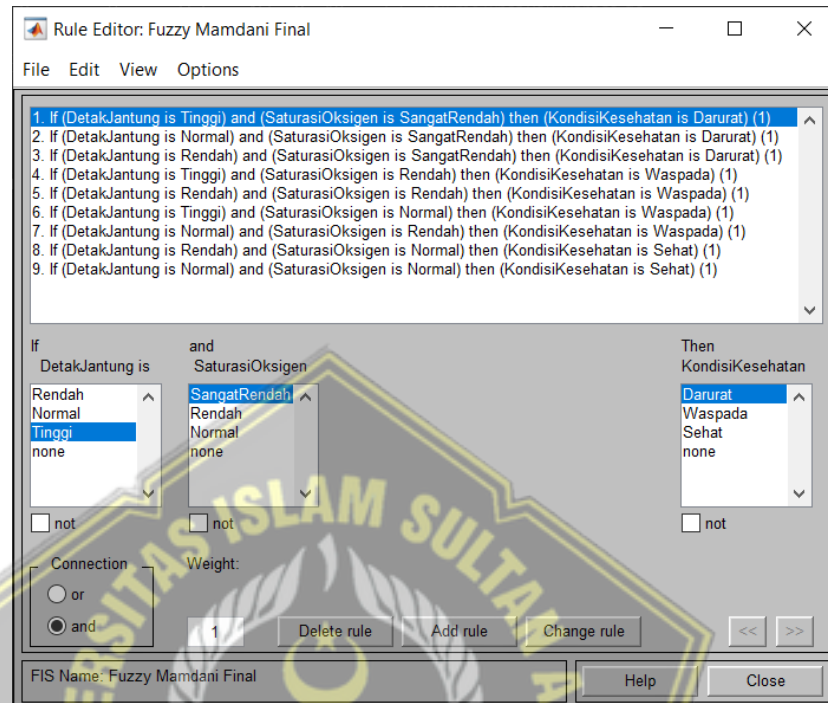 Rule Editor: Fuzzy Mamdani Final
File Edit View Options
1. If (DetakJantung is Tinggi) and (SaturasiOksigen is SangatRendah) then (KondisiKesehatan is Darurat) (1)
2. If (DetakJantung is Normal) and (SaturasiOksigen is SangatRendah) then (KondisiKesehatan is Darurat) (1)
3. If (DetakJantung is Rendah) and (SaturasiOksigen is SangatRendah) then (KondisiKesehatan is Darurat) (1)
4. If (DetakJantung is Tinggi) and (SaturasiOksigen is Rendah) then (KondisiKesehatan is Waspada) (1)
5. If (DetakJantung is Rendah) and (SaturasiOksigen is Rendah) then (KondisiKesehatan is Waspada) (1)
6. If (DetakJantung is Tinggi) and (SaturasiOksigen is Normal) then (KondisiKesehatan is Waspada) (1)
7. If (DetakJantung is Normal) and (SaturasiOksigen is Rendah) then (KondisiKesehatan is Waspada) (1)
8. If (DetakJantung is Rendah) and (SaturasiOksigen is Normal) then (KondisiKesehatan is Sehat) (1)
9. If (DetakJantung is Normal) and (SaturasiOksigen is Normal) then (KondisiKesehatan is Sehat) (1)
If
DetakJantung is
Rendah
Normal
Tinggi
none
not
and
SaturasiOksigen
SangatRendah
Rendah
Normal
none
not
Then
KondisiKesehatan
Darurat
Waspada
Sehat
none
not
Connection
or
and
Weight:
1
Delete rule
Add rule
Change rule
<<
>>
FIS Name: Fuzzy Mamdani Final
Help
Close
ERSITAS ISLAM SULTAN A